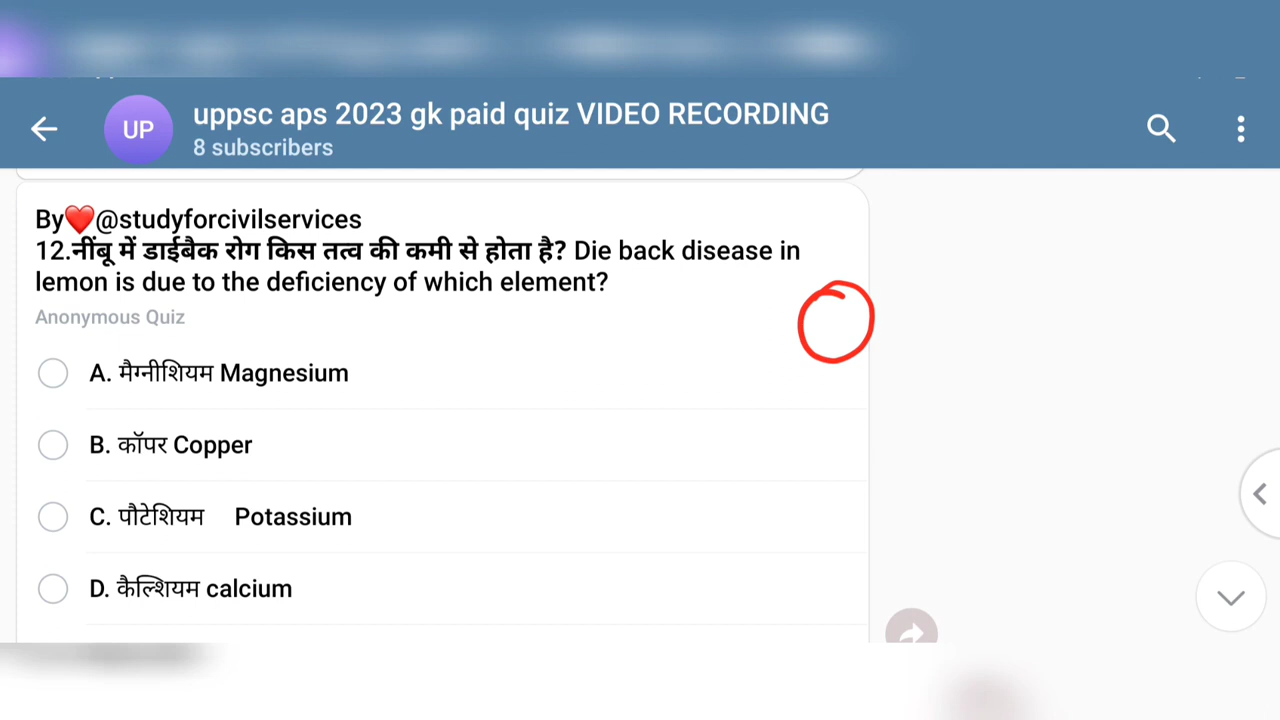 UP
uppsc aps 2023 gk paid quiz VIDEO RECORDING
8 subscribers
By❤️@studyforcivilservices
12.नींबू में डाईबैक रोग किस तत्व की कमी से होता है? Die back disease in
lemon is due to the deficiency of which element?
Anonymous Quiz
A. मैग्नीशियम Magnesium
B. कॉपर Copper
C. पौटेशियम Potassium
D. कैल्शियम calcium